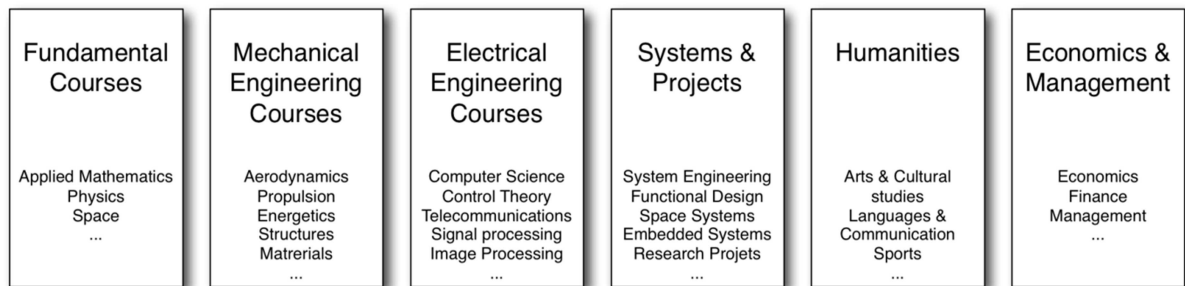 Fundamental
Courses
Applied Mathematics
Physics
Space
...
Mechanical
Engineering
Courses
Aerodynamics
Propulsion
Energetics
Structures
Matrerials
...
Electrical
Engineering
Courses
Computer Science
Control Theory
Telecommunications
Signal processing
Image Processing
...
Systems &
Projects
System Engineering
Functional Design
Space Systems
Embedded Systems
Research Projets
...
Humanities
Arts & Cultural
studies
Languages &
Communication
Sports
...
Economics &
Management
Economics
Finance
Management
...